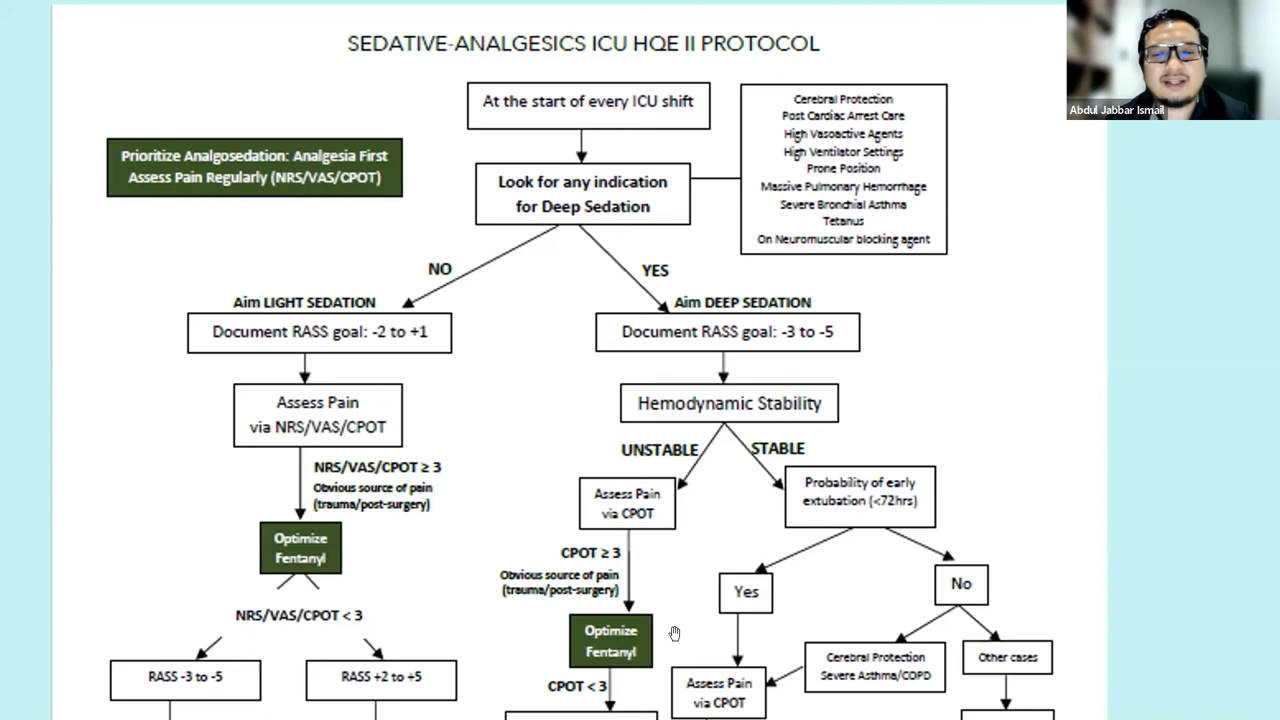 SEDATIVE-ANALGESICS ICU HQE II PROTOCOL
Abdul Jabbar Ismail
At the start of every ICU shift
Cerebral Protection
Post Cardiac Arrest Care
High Vasoactive Agents
High Ventilator Settings
Prone Position
Massive Pulmonary Hemorrhage
Severe Bronchial Asthma
Tetanus
On Neuromuscular blocking agent
Prioritize Analgosedation: Analgesia First
Assess Pain Regularly (NRS/VAS/CPOT)
Look for any indication
for Deep Sedation
NO
YES
Aim LIGHT SEDATION
Document RASS goal: -2 to +1
Aim DEEP SEDATION
Document RASS goal: -3 to -5
Assess Pain
via NRS/VAS/CPOT
Hemodynamic Stability
NRS/VAS/CPOT ≥ 3
Obvious source of pain
(trauma/post-surgery)
UNSTABLE
STABLE
Assess Pain
via CPOT
Probability of early
extubation (<72hrs)
Optimize
Fentanyl
CPOT ≥ 3
Obvious source of pain
(trauma/post-surgery)
Yes
No
NRS/VAS/CPOT < 3
Optimize
Fentanyl
Cerebral Protection
Severe Asthma/COPD
Other cases
RASS -3 to -5
RASS +2 to +5
CPOT < 3
Assess Pain
via CPOT